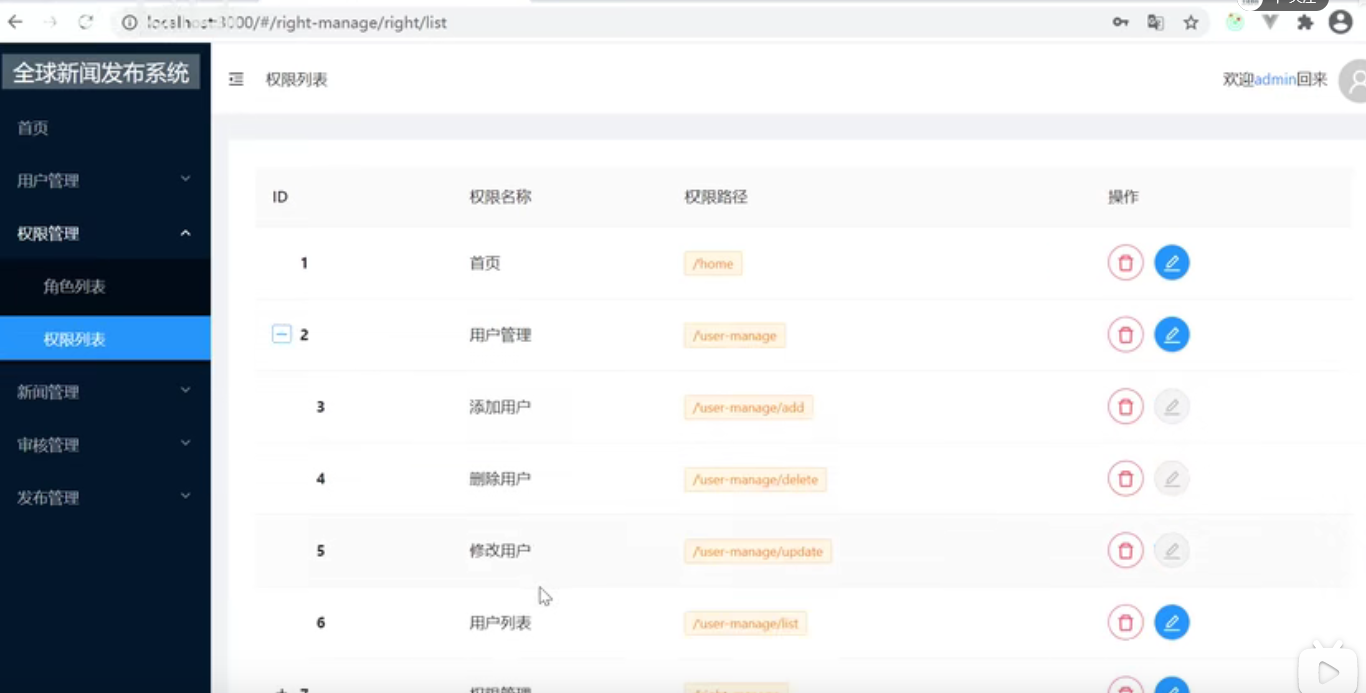 localhost:3000/#/right-manage/right/list
全球新闻发布系统
权限列表
欢迎admin回来
首页
用户管理
权限管理
角色列表
权限列表
新闻管理
审核管理
发布管理
ID 权限名称 权限路径 操作
1 首页 /home
2 用户管理 /user-manage
3 添加用户 /user-manage/add
4 删除用户 /user-manage/delete
5 修改用户 /user-manage/update
6 用户列表 /user-manage/list
7 权限管理 /right-manage